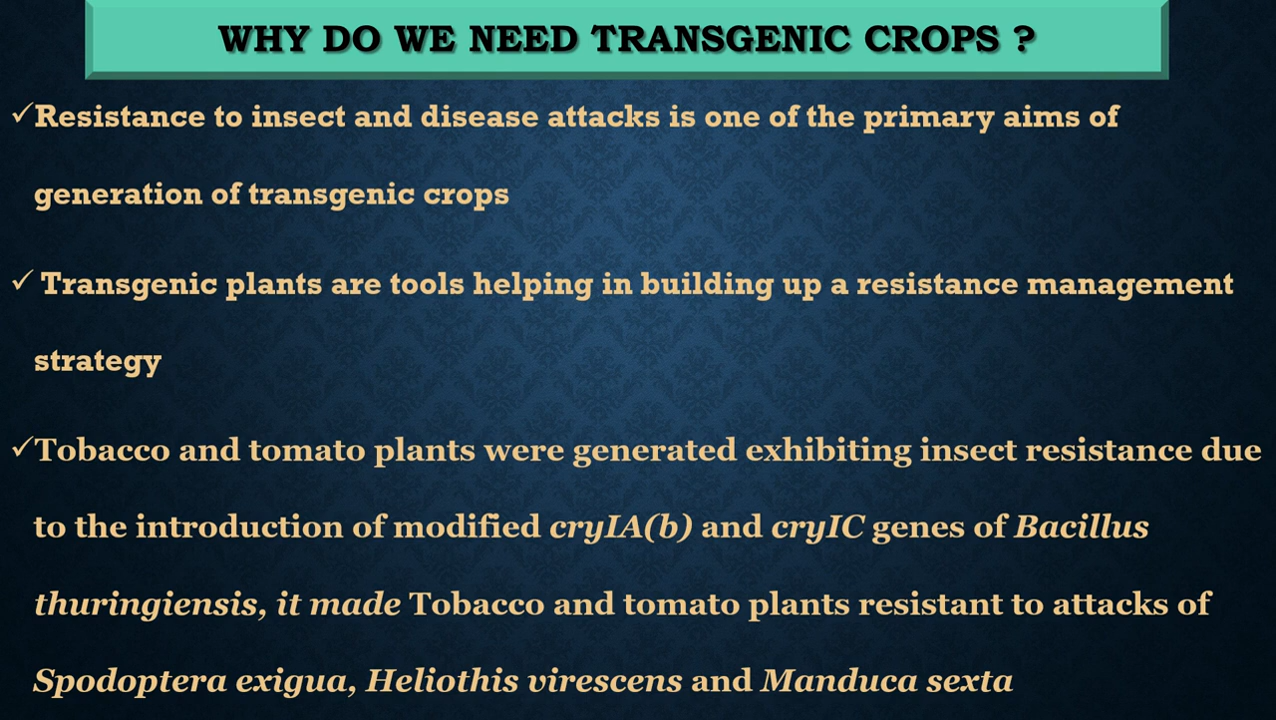 WHY DO WE NEED TRANSGENIC CROPS ?
✓Resistance to insect and disease attacks is one of the primary aims of
generation of transgenic crops
✓ Transgenic plants are tools helping in building up a resistance management
strategy
✓Tobacco and tomato plants were generated exhibiting insect resistance due
to the introduction of modified cryIA(b) and cryIC genes of Bacillus
thuringiensis, it made Tobacco and tomato plants resistant to attacks of
Spodoptera exigua, Heliothis virescens and Manduca sexta